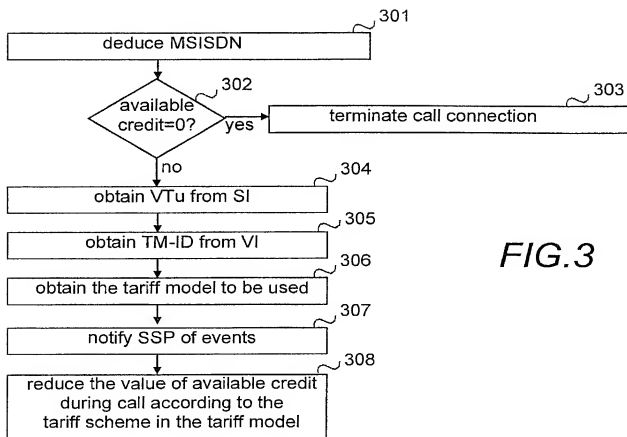 301
deduce MSISDN
302
available
credit=0?
yes
303
terminate call connection
no
304
obtain VTu from SI
305
obtain TM-ID from VI
306
obtain the tariff model to be used
FIG.3
307
notify SSP of events
308
reduce the value of available credit
during call according to the
tariff scheme in the tariff model